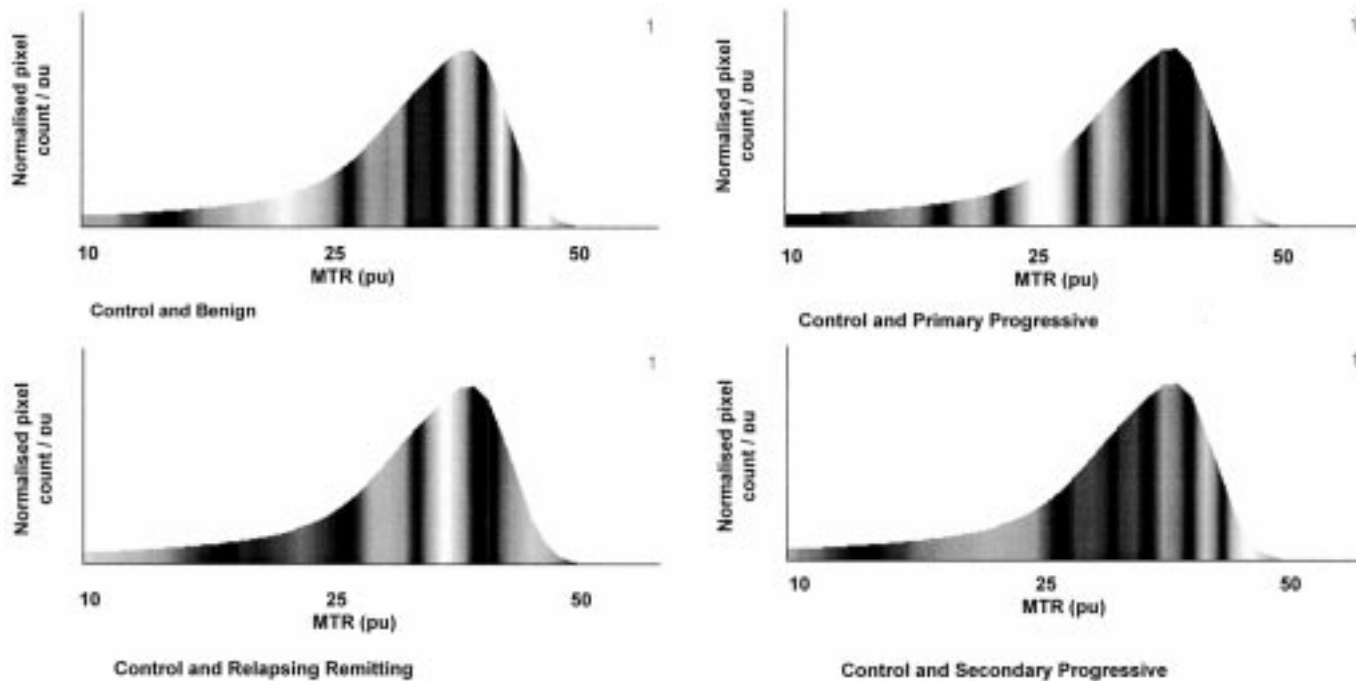 1
Normalised pixel
count / pu
10 25 50
MTR (pu)
Control and Benign
1
Normalised pixel
count / pu
10 25 50
MTR (pu)
Control and Primary Progressive
1
Normalised pixel
count / pu
10 25 50
MTR (pu)
Control and Relapsing Remitting
1
Normalised pixel
count / pu
10 25 50
MTR (pu)
Control and Secondary Progressive